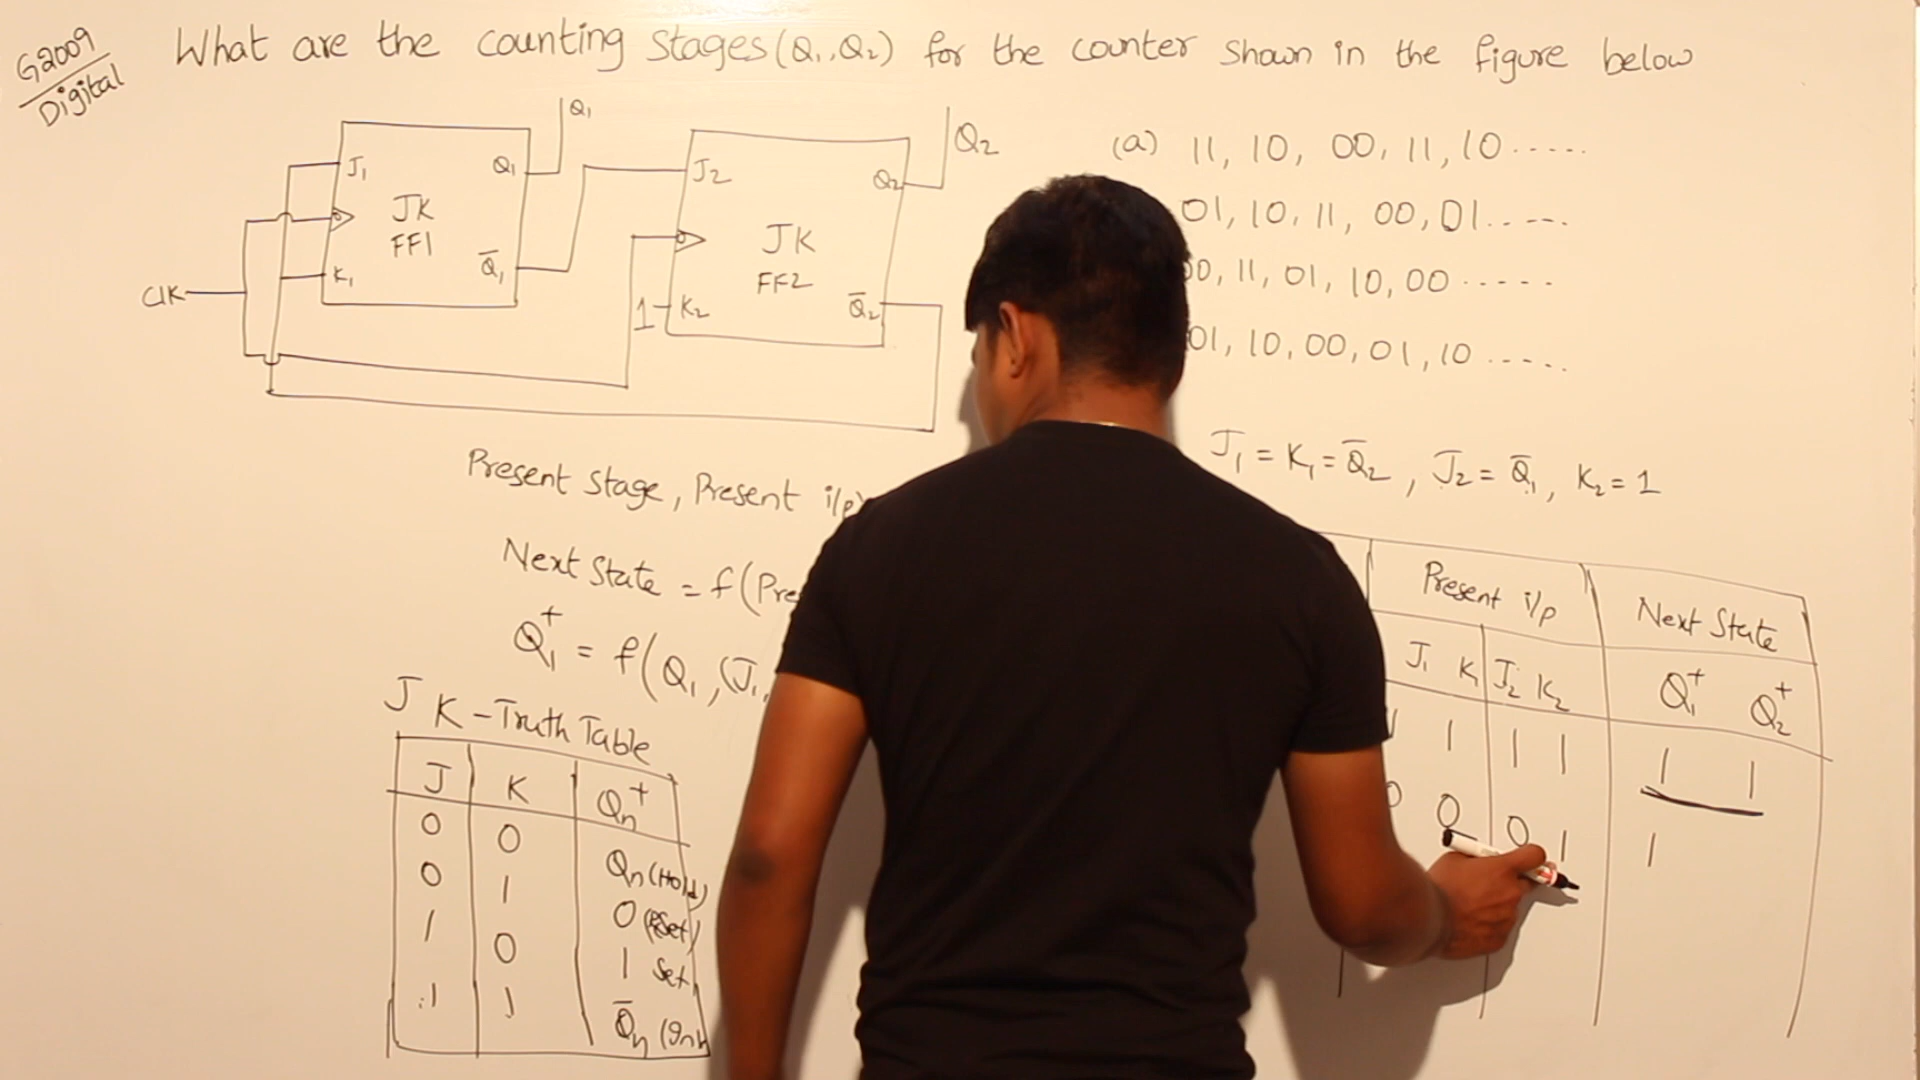 G2009
Digital
What are the counting Stages (Q1, Q2) for the counter shown in the figure below
Q1
Q2
J1 Q1
JK
FF1
K1 Q̅1
CLK
J2 Q2
JK
FF2
1 K2 Q̅2
(a) 11, 10, 00, 11, 10 .....
01, 10, 11, 00, 01 .....
00, 11, 01, 10, 00 .....
01, 10, 00, 01, 10 .....
J1 = K1 = Q̅2 , J2 = Q̅1, K2 = 1
Present Stage, Present i/p
Next State = f(Pre
Q1+ = f(Q1, (J1,
JK - Truth Table
J K Qn+
0 0 Qn (Hold)
0 1 0 (Reset)
1 0 1 Set
1 1 Q̅n (Inv
Present i/p Next State
J1 K1 J2 K2 Q1+ Q2+
1 1 1 1 1 1
0 0 0 1 1